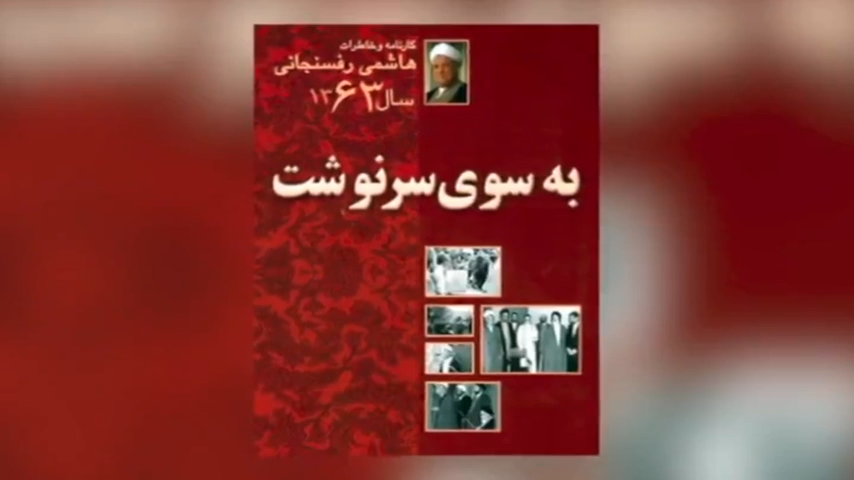 کارنامه و خاطرات
هاشمی رفسنجانی
سال ۱۳۶۳
به سوی سرنوشت